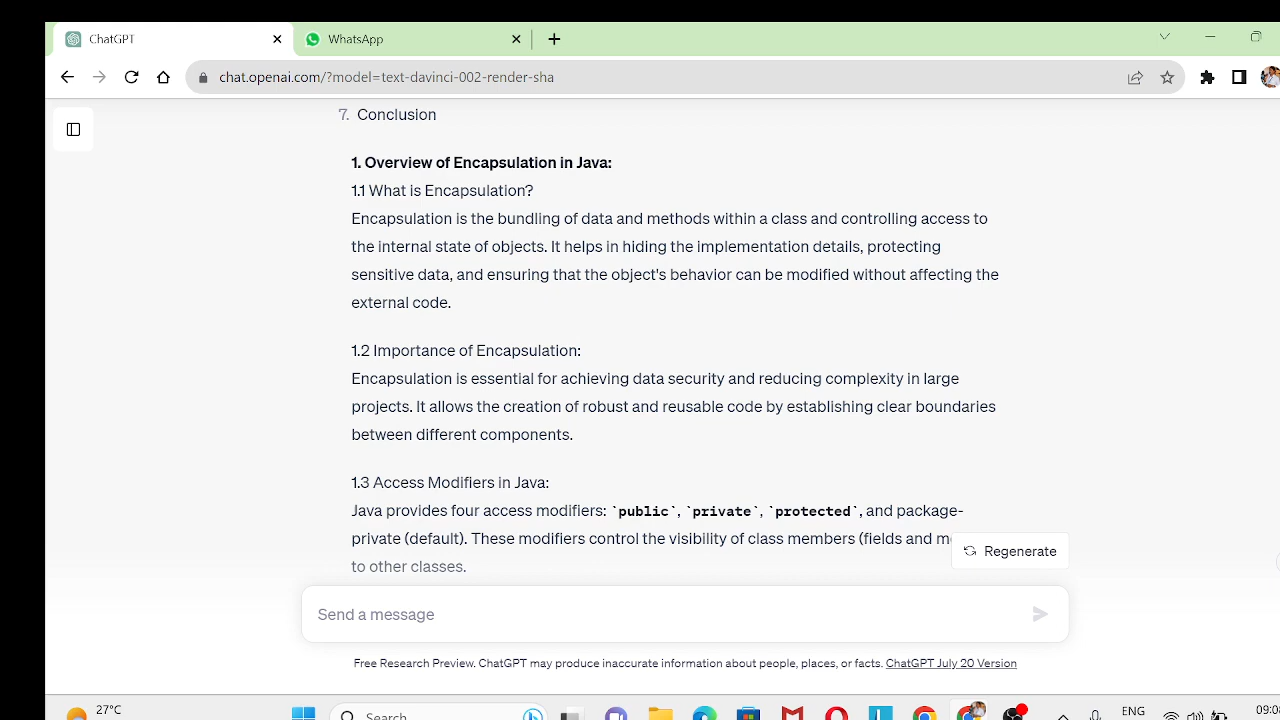 ChatGPT
WhatsApp
chat.openai.com/?model=text-davinci-002-render-sha
7. Conclusion
1. Overview of Encapsulation in Java:
1.1 What is Encapsulation?
Encapsulation is the bundling of data and methods within a class and controlling access to
the internal state of objects. It helps in hiding the implementation details, protecting
sensitive data, and ensuring that the object's behavior can be modified without affecting the
external code.
1.2 Importance of Encapsulation:
Encapsulation is essential for achieving data security and reducing complexity in large
projects. It allows the creation of robust and reusable code by establishing clear boundaries
between different components.
1.3 Access Modifiers in Java:
Java provides four access modifiers: `public`, `private`, `protected`, and package-
private (default). These modifiers control the visibility of class members (fields and
to other classes.
Regenerate
Send a message
Free Research Preview. ChatGPT may produce inaccurate information about people, places, or facts. ChatGPT July 20 Version
27°C
Search
ENG